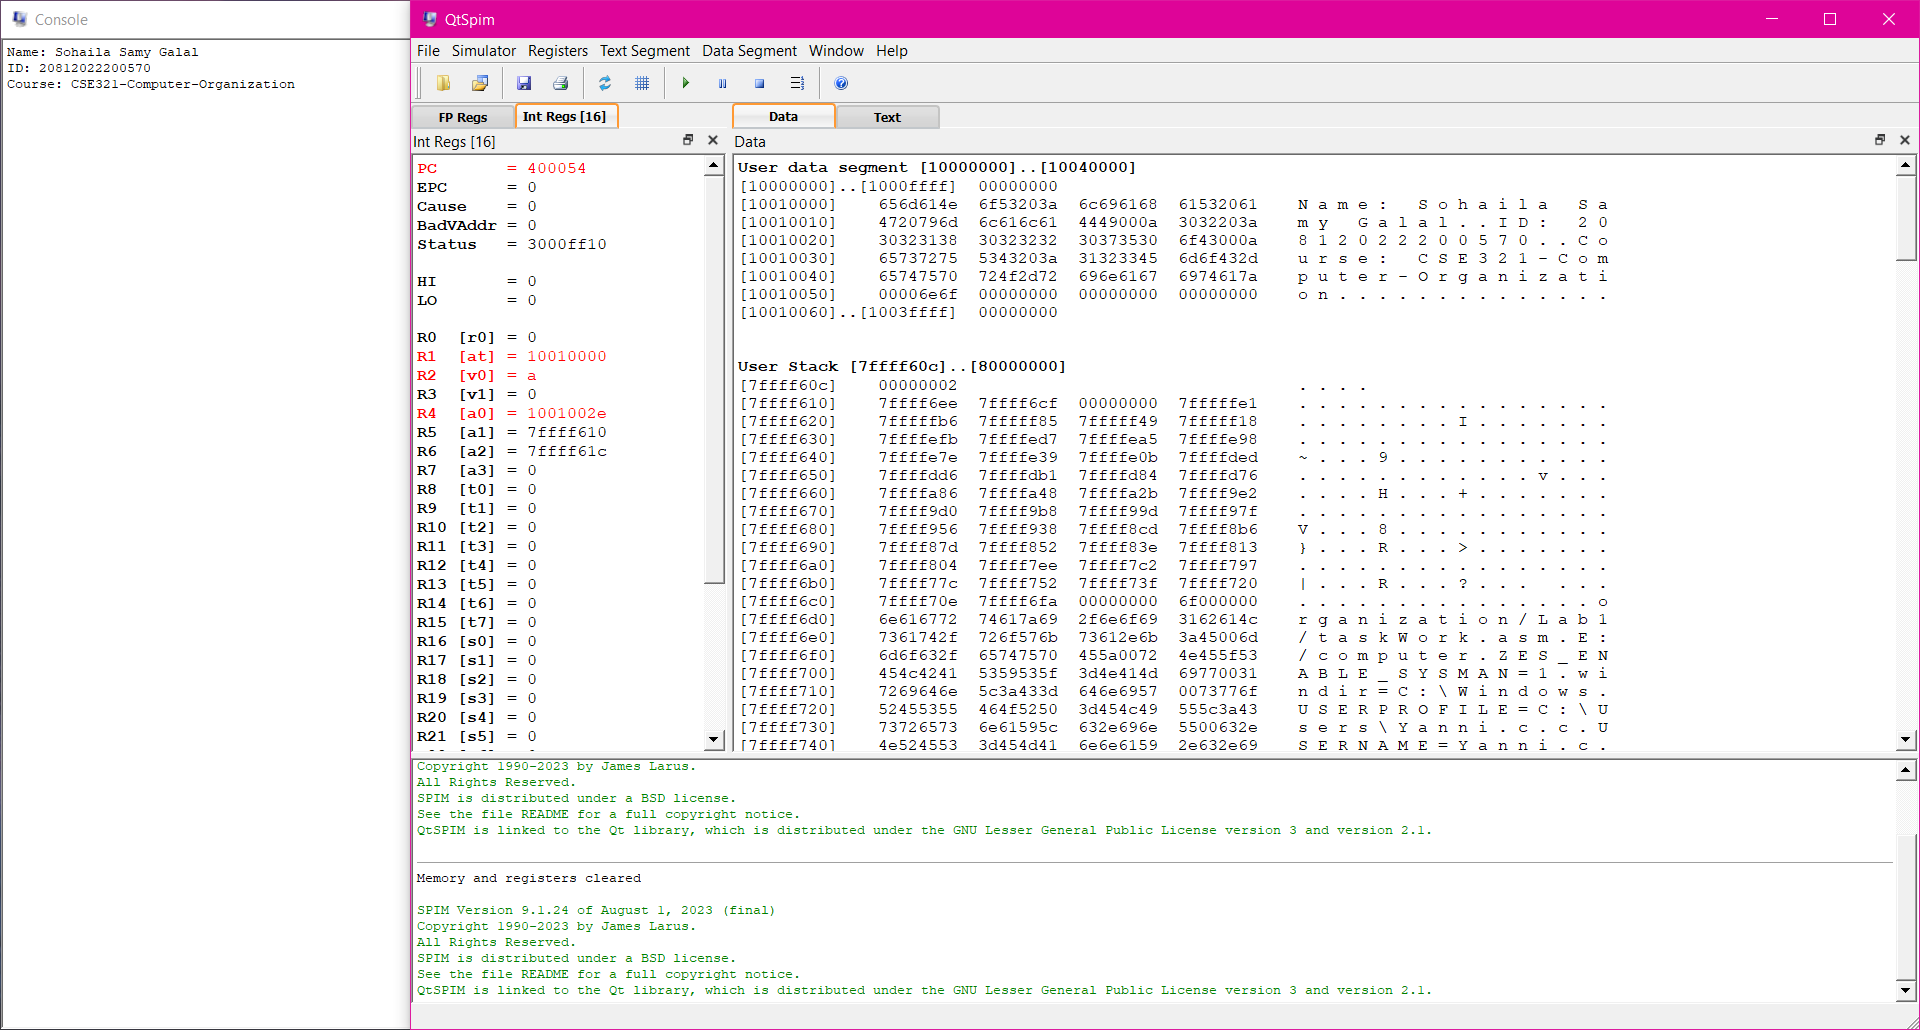 Console
Name: Sohaila Samy Galal
ID: 20812022200570
Course: CSE321-Computer-Organization
QtSpim
File Simulator Registers Text Segment Data Segment Window Help
FP Regs Int Regs [16]
Data Text
Int Regs [16]
Data
PC = 400054
EPC = 0
Cause = 0
BadVAddr = 0
Status = 3000ff10
HI = 0
LO = 0
R0 [r0] = 0
R1 [at] = 10010000
R2 [v0] = a
R3 [v1] = 0
R4 [a0] = 1001002e
R5 [a1] = 7ffff610
R6 [a2] = 7ffff61c
R7 [a3] = 0
R8 [t0] = 0
R9 [t1] = 0
R10 [t2] = 0
R11 [t3] = 0
R12 [t4] = 0
R13 [t5] = 0
R14 [t6] = 0
R15 [t7] = 0
R16 [s0] = 0
R17 [s1] = 0
R18 [s2] = 0
R19 [s3] = 0
R20 [s4] = 0
R21 [s5] = 0
User data segment [10000000]..[10040000]
[10000000]..[1000ffff] 00000000
[10010000] 656d614e 6f53203a 6c696168 61532061 N a m e : S o h a i l a S a
[10010010] 4720796d 6c616c61 4449000a 3032203a m y G a l a l . . I D : 2 0
[10010020] 30323138 30323232 30373530 6f43000a 8 1 2 0 2 2 2 0 0 5 7 0 . . C o
[10010030] 65737275 5343203a 31323345 6d6f432d u r s e : C S E 3 2 1 - C o m
[10010040] 65747570 724f2d72 696e6167 6974617a p u t e r - O r g a n i z a t i
[10010050] 00006e6f 00000000 00000000 00000000 o n . . . . . . . . . . . . . .
[10010060]..[1003ffff] 00000000
User Stack [7ffff60c]..[80000000]
[7ffff60c] 00000002 . . . .
[7ffff610] 7ffff6ee 7ffff6cf 00000000 7fffffe1 . . . . . . . . . . . . . . . .
[7ffff620] 7fffffb6 7fffff85 7fffff49 7fffff18 . . . . . . . . I . . . . . . .
[7ffff630] 7ffffefb 7ffffed7 7ffffea5 7ffffe98 . . . . . . . . . . . . . . . .
[7ffff640] 7ffffe7e 7ffffe39 7ffffe0b 7ffffded ~ . . . 9 . . . . . . . . . . .
[7ffff650] 7ffffdd6 7ffffdb1 7ffffd84 7ffffd76 . . . . . . . . . . . . v . . .
[7ffff660] 7ffffa86 7ffffa48 7ffffa2b 7ffff9e2 . . . . H . . . + . . . . . . .
[7ffff670] 7ffff9d0 7ffff9b8 7ffff99d 7ffff97f . . . . . . . . . . . . . . . .
[7ffff680] 7ffff956 7ffff938 7ffff8cd 7ffff8b6 V . . . 8 . . . . . . . . . . .
[7ffff690] 7ffff87d 7ffff852 7ffff83e 7ffff813 } . . . R . . . > . . . . . . .
[7ffff6a0] 7ffff804 7ffff7ee 7ffff7c2 7ffff797 . . . . . . . . . . . . . . . .
[7ffff6b0] 7ffff77c 7ffff752 7ffff73f 7ffff720 | . . . R . . . ? . . . . . .
[7ffff6c0] 7ffff70e 7ffff6fa 00000000 6f000000 . . . . . . . . . . . . . . . o
[7ffff6d0] 6e616772 74617a69 2f6e6f69 3162614c r g a n i z a t i o n / L a b 1
[7ffff6e0] 7361742f 726f576b 73612e6b 3a45006d / t a s k W o r k . a s m . E :
[7ffff6f0] 6d6f632f 65747570 455a0072 4e455f53 / c o m p u t e r . Z E S _ E N
[7ffff700] 454c4241 5359535f 3d4e414d 69770031 A B L E _ S Y S M A N = 1 . w i
[7ffff710] 7269646e 5c3a433d 646e6957 0073776f n d i r = C : \ W i n d o w s .
[7ffff720] 52455355 464f5250 3d454c49 555c3a43 U S E R P R O F I L E = C : \ U
[7ffff730] 73726573 6e61595c 632e696e 5500632e s e r s \ Y a n n i . c . c . U
[7ffff740] 4e524553 3d454d41 6e6e6159 2e632e69 S E R N A M E = Y a n n i . c .
Copyright 1990-2023 by James Larus.
All Rights Reserved.
SPIM is distributed under a BSD license.
See the file README for a full copyright notice.
QtSPIM is linked to the Qt library, which is distributed under the GNU Lesser General Public License version 3 and version 2.1.
Memory and registers cleared
SPIM Version 9.1.24 of August 1, 2023 (final)
Copyright 1990-2023 by James Larus.
All Rights Reserved.
SPIM is distributed under a BSD license.
See the file README for a full copyright notice.
QtSPIM is linked to the Qt library, which is distributed under the GNU Lesser General Public License version 3 and version 2.1.